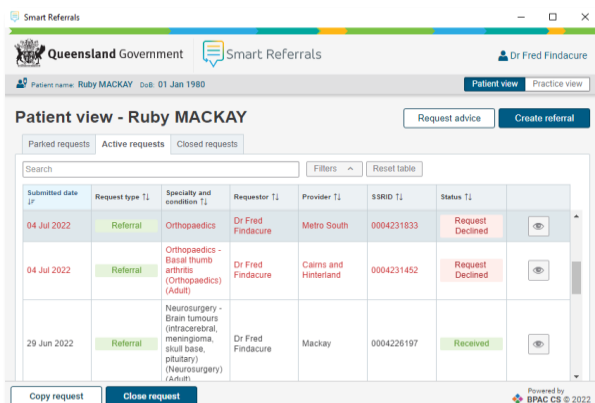 Smart Referrals
Queensland Government
Smart Referrals
Dr Fred Findacure
Patient name: Ruby MACKAY DoB: 01 Jan 1980
Patient view
Practice view
Patient view - Ruby MACKAY
Request advice
Create referral
Parked requests
Active requests
Closed requests
Search
Filters
Reset table
Submitted date
Request type
Specialty and
condition
Requestor
Provider
SSRID
Status
04 Jul 2022
Referral
Orthopaedics
Dr Fred
Findacure
Metro South
0004231833
Request
Declined
04 Jul 2022
Referral
Orthopaedics -
Basal thumb
arthritis
(Orthopaedics)
(Adult)
Dr Fred
Findacure
Cairns and
Hinterland
0004231452
Request
Declined
29 Jun 2022
Referral
Neurosurgery -
Brain tumours
(intracerebral,
meningioma,
skull base,
pituitary)
(Neurosurgery)
(Adult)
Dr Fred
Findacure
Mackay
0004226197
Received
Copy request
Close request
Powered by
BPAC CS © 2022